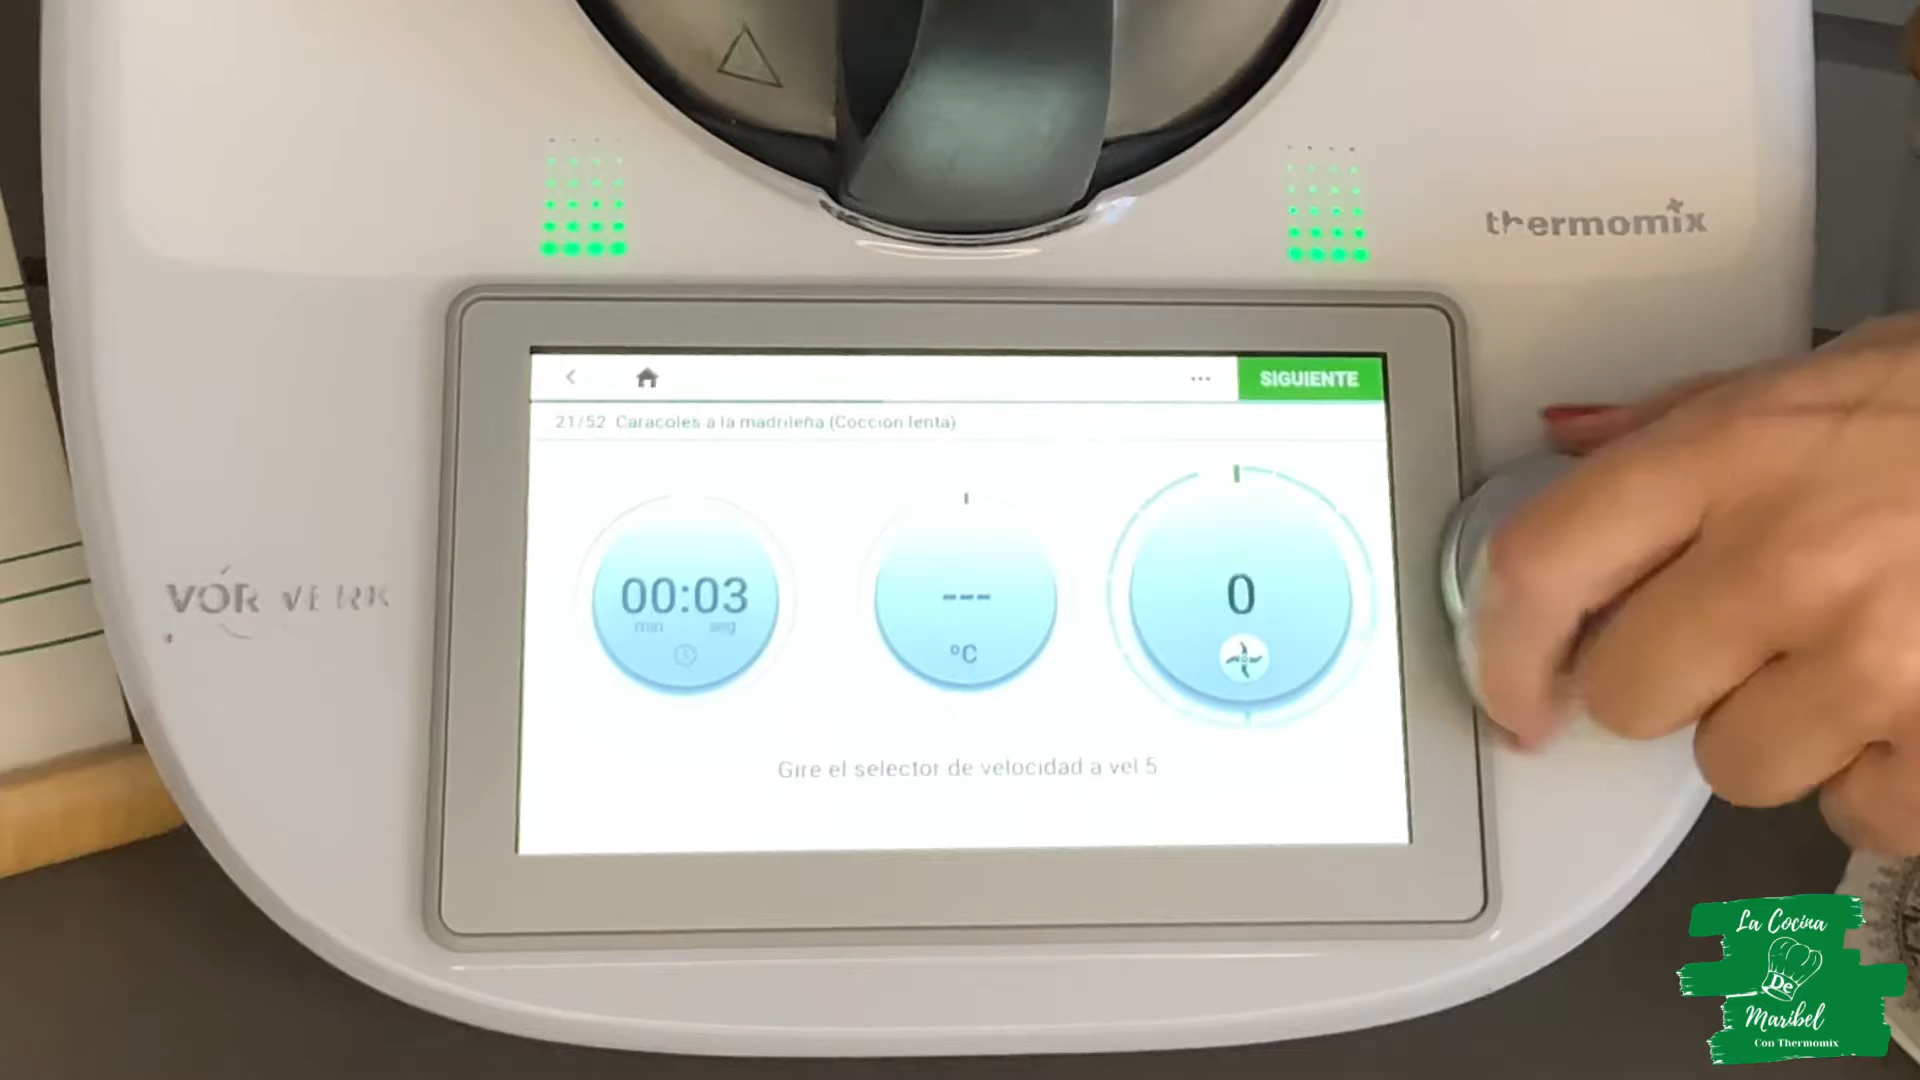 thermomix
SIGUIENTE
21/52 Caracoles a la madrileña (Cocción lenta)
00:03
min seg
---
°C
0
VORWERK
Gire el selector de velocidad a vel 5
La Cocina
De
Maribel
Con Thermomix